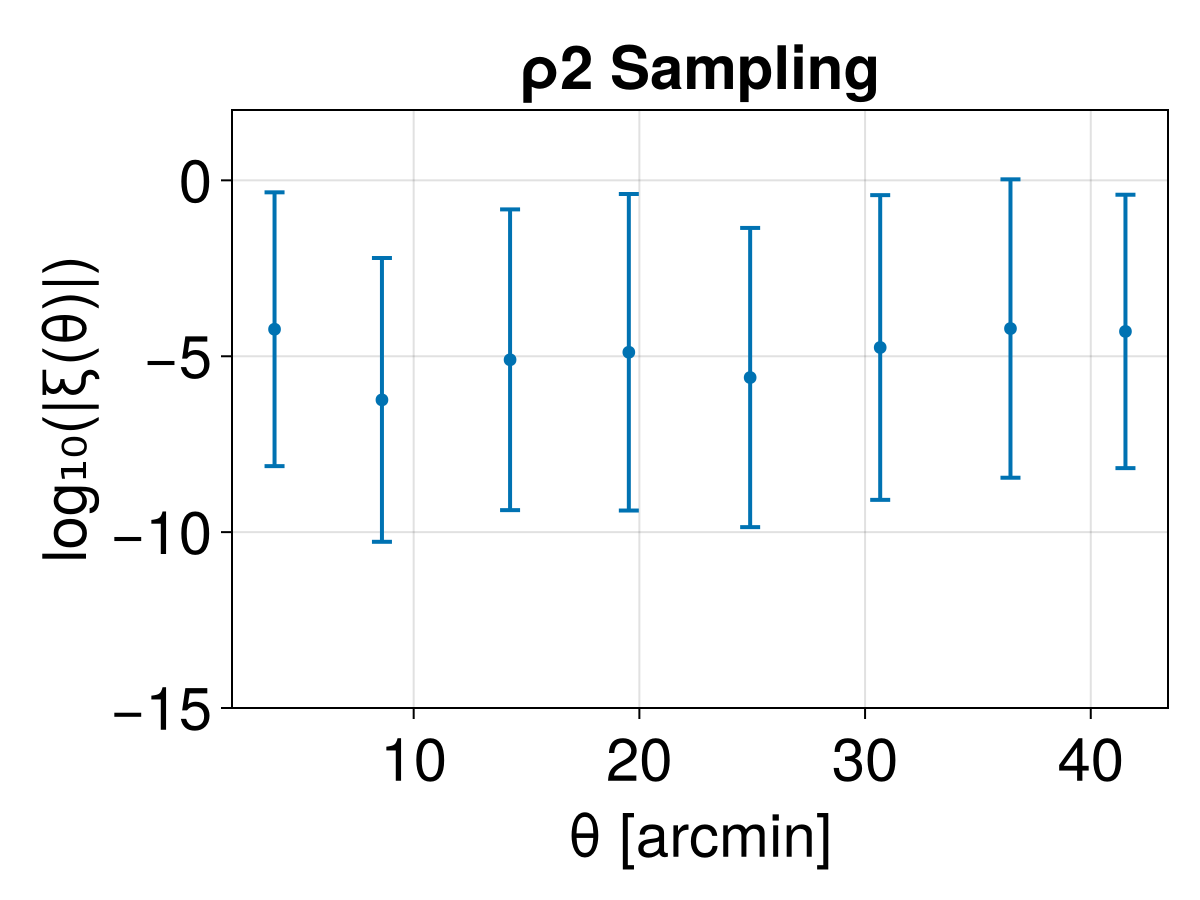 ρ2 Sampling
log₁₀(|ξ(θ)|)
0
−5
−10
−15
10 20 30 40
θ [arcmin]